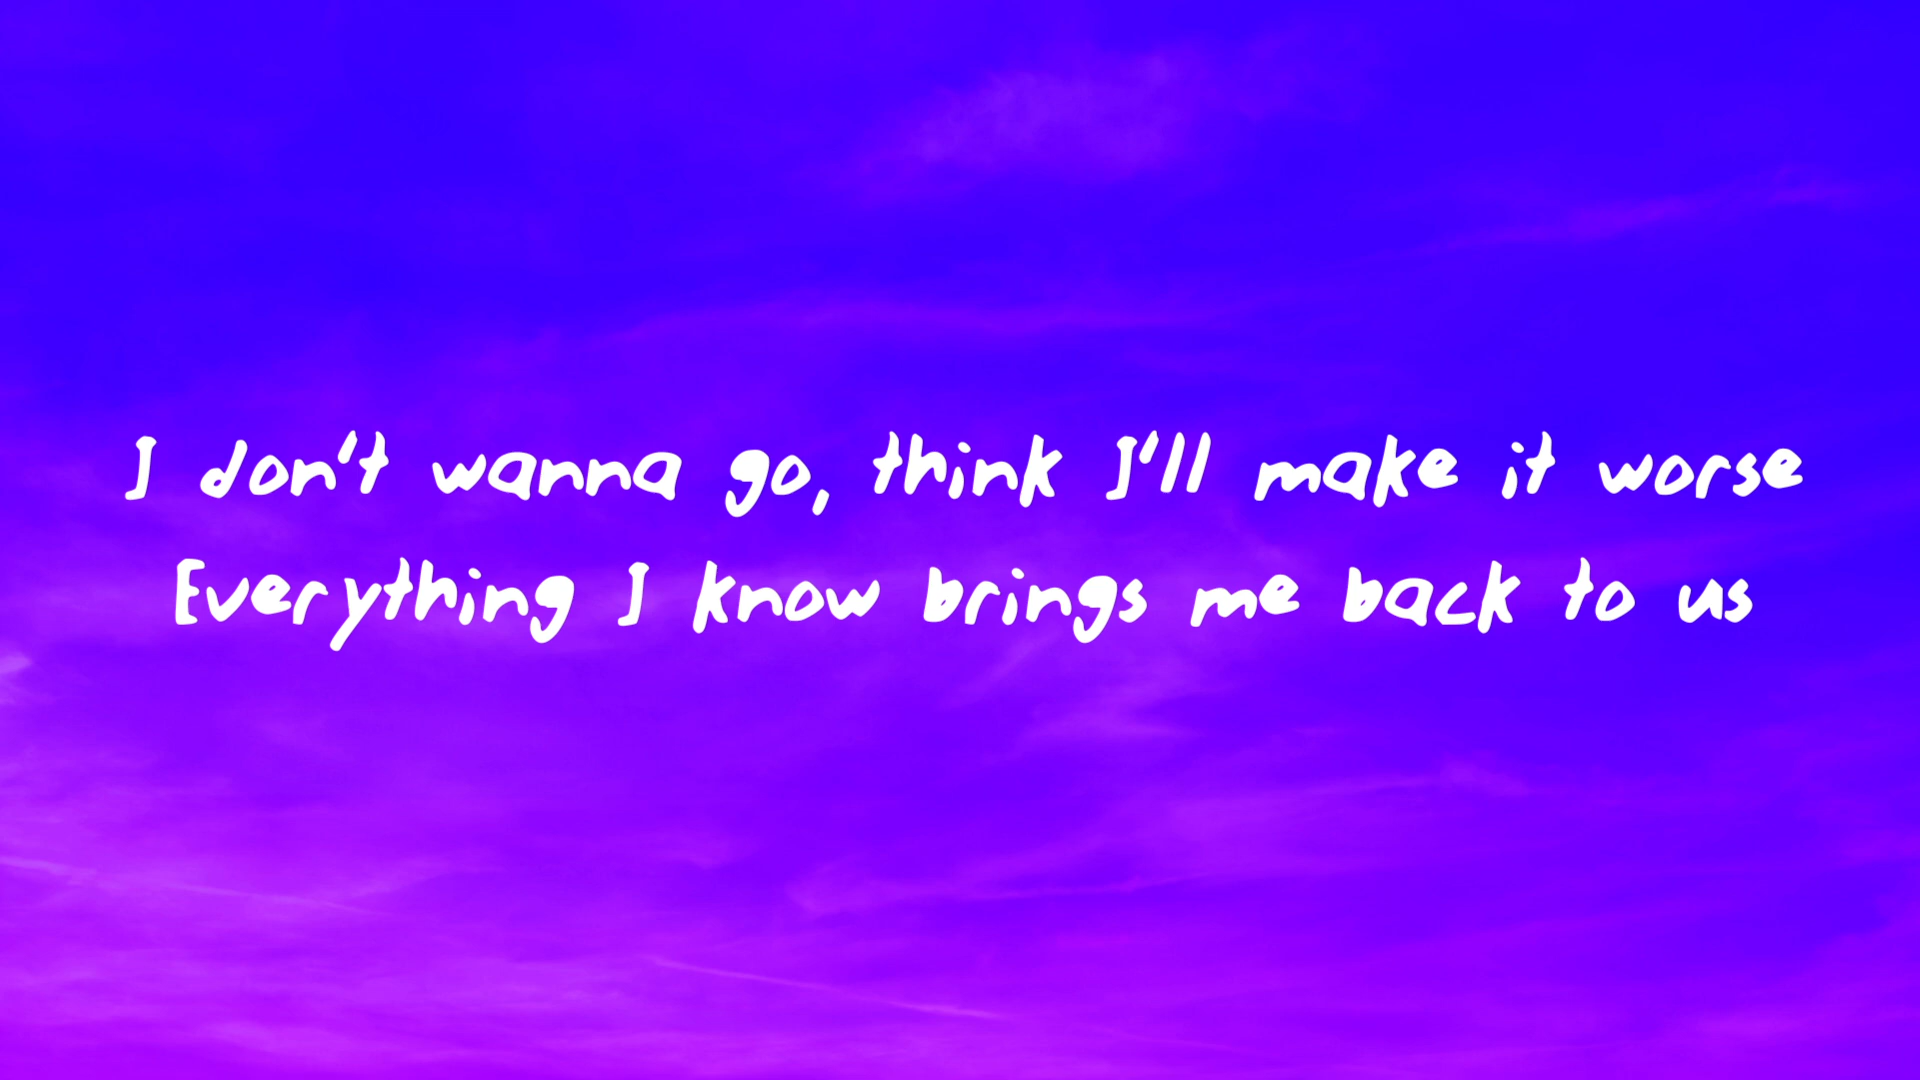 I don't wanna go, think I'll make it worse
Everything I know brings me back to us